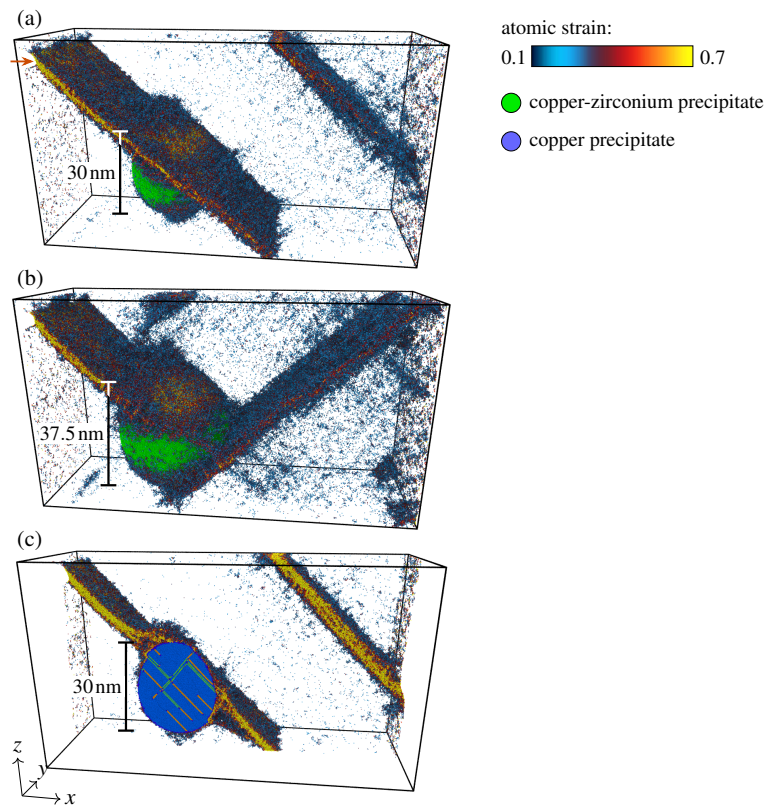 (a)
atomic strain:
0.1 0.7
copper-zirconium precipitate
copper precipitate
30 nm
(b)
37.5 nm
(c)
30 nm
z
y
x